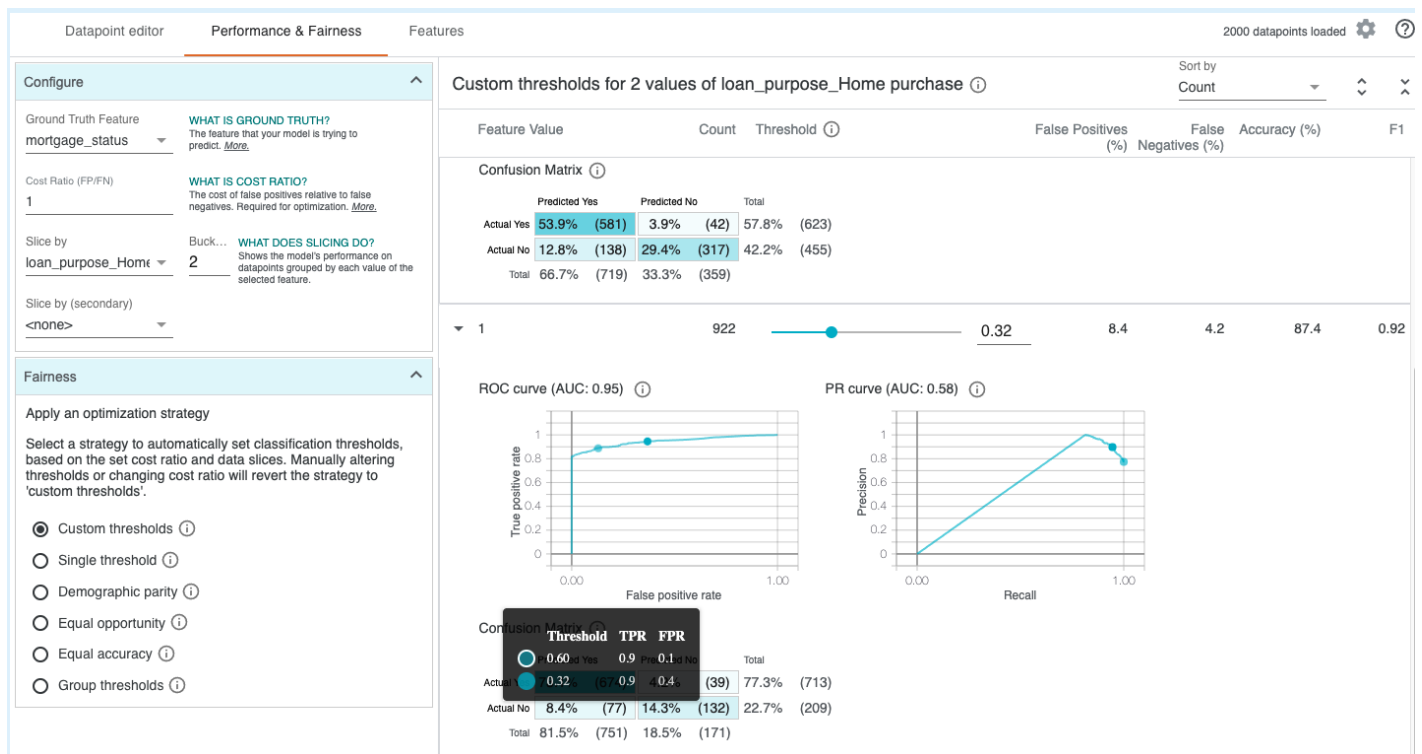 Datapoint editor Performance & Fairness Features 2000 datapoints loaded
Configure
Ground Truth Feature
mortgage_status
WHAT IS GROUND TRUTH?
The feature that your model is trying to
predict. More.
Cost Ratio (FP/FN)
1
WHAT IS COST RATIO?
The cost of false positives relative to false
negatives. Required for optimization. More.
Slice by
loan_purpose_Home
Buck...
2
WHAT DOES SLICING DO?
Shows the model's performance on
datapoints grouped by each value of the
selected feature.
Slice by (secondary)
<none>
Fairness
Apply an optimization strategy
Select a strategy to automatically set classification thresholds,
based on the set cost ratio and data slices. Manually altering
thresholds or changing cost ratio will revert the strategy to
'custom thresholds'.
Custom thresholds
Single threshold
Demographic parity
Equal opportunity
Equal accuracy
Group thresholds
Custom thresholds for 2 values of loan_purpose_Home purchase
Sort by
Count
Feature Value Count Threshold False Positives (%) False Negatives (%) Accuracy (%) F1
Confusion Matrix
Predicted Yes Predicted No Total
Actual Yes 53.9% (581) 3.9% (42) 57.8% (623)
Actual No 12.8% (138) 29.4% (317) 42.2% (455)
Total 66.7% (719) 33.3% (359)
1 922 0.32 8.4 4.2 87.4 0.92
ROC curve (AUC: 0.95)
True positive rate
1
0.8
0.6
0.4
0.2
0
0.00 1.00
False positive rate
PR curve (AUC: 0.58)
Precision
1
0.8
0.6
0.4
0.2
0
0.00 1.00
Recall
Confusion Matrix
Threshold TPR FPR
0.60 0.9 0.1
0.32 0.9 0.4
Predicted Yes Predicted No Total
Actual (39) 77.3% (713)
Actual No 8.4% (77) 14.3% (132) 22.7% (209)
Total 81.5% (751) 18.5% (171)